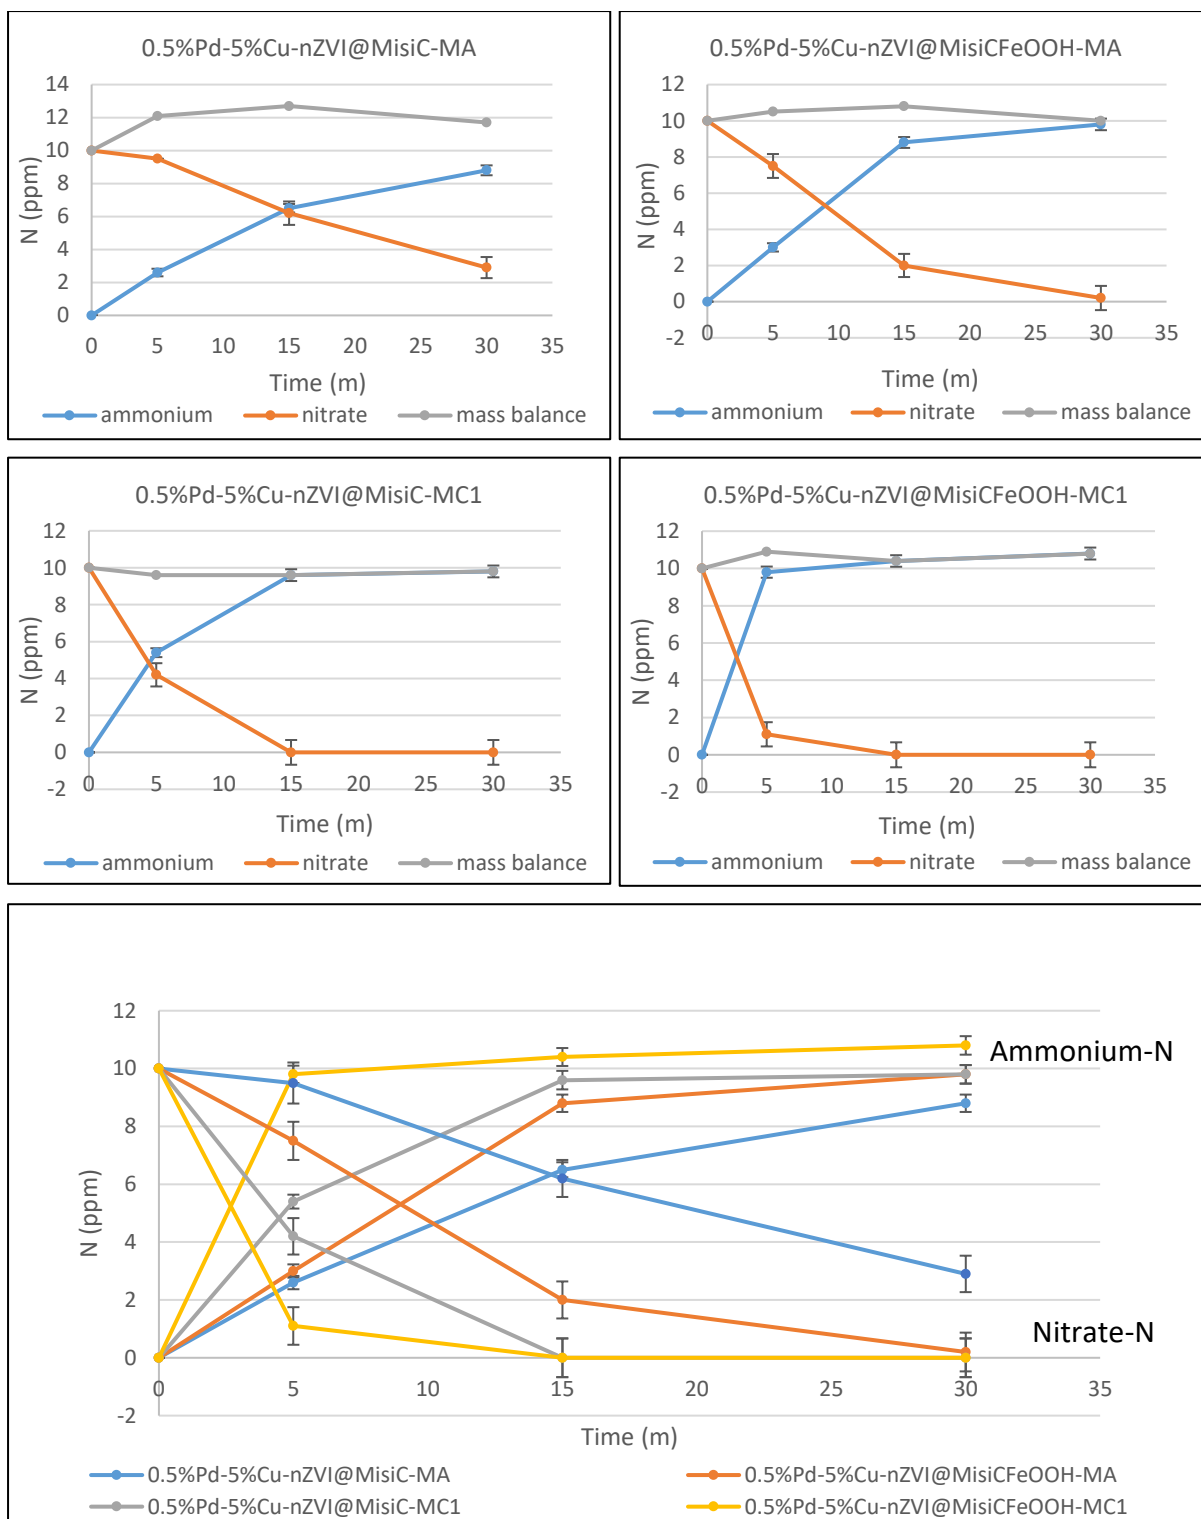 0.5%Pd-5%Cu-nZVI@MisiC-MA
14
12
10
8
6
4
2
0
N (ppm)
0 5 15 20 10 25 30 35
Time (m)
ammonium nitrate mass balance
0.5%Pd-5%Cu-nZVI@MisiCFeOOH-MA
12
10
8
6
4
2
0
-2
N (ppm)
0 5 10 15 20 25 30 35
Time (m)
ammonium nitrate mass balance
0.5%Pd-5%Cu-nZVI@MisiC-MC1
12
10
8
6
4
2
0
-2
N (ppm)
0 5 10 15 20 25 30 35
Time (m)
ammonium nitrate mass balance
0.5%Pd-5%Cu-nZVI@MisiCFeOOH-MC1
12
10
8
6
4
2
0
-2
N (ppm)
0 5 10 15 20 25 30 35
Time (m)
ammonium nitrate mass balance
12
10
8
6
4
2
0
-2
N (ppm)
Ammonium-N
Nitrate-N
0 5 10 15 20 25 30 35
Time (m)
0.5%Pd-5%Cu-nZVI@MisiC-MA 0.5%Pd-5%Cu-nZVI@MisiCFeOOH-MA
0.5%Pd-5%Cu-nZVI@MisiC-MC1 0.5%Pd-5%Cu-nZVI@MisiCFeOOH-MC1